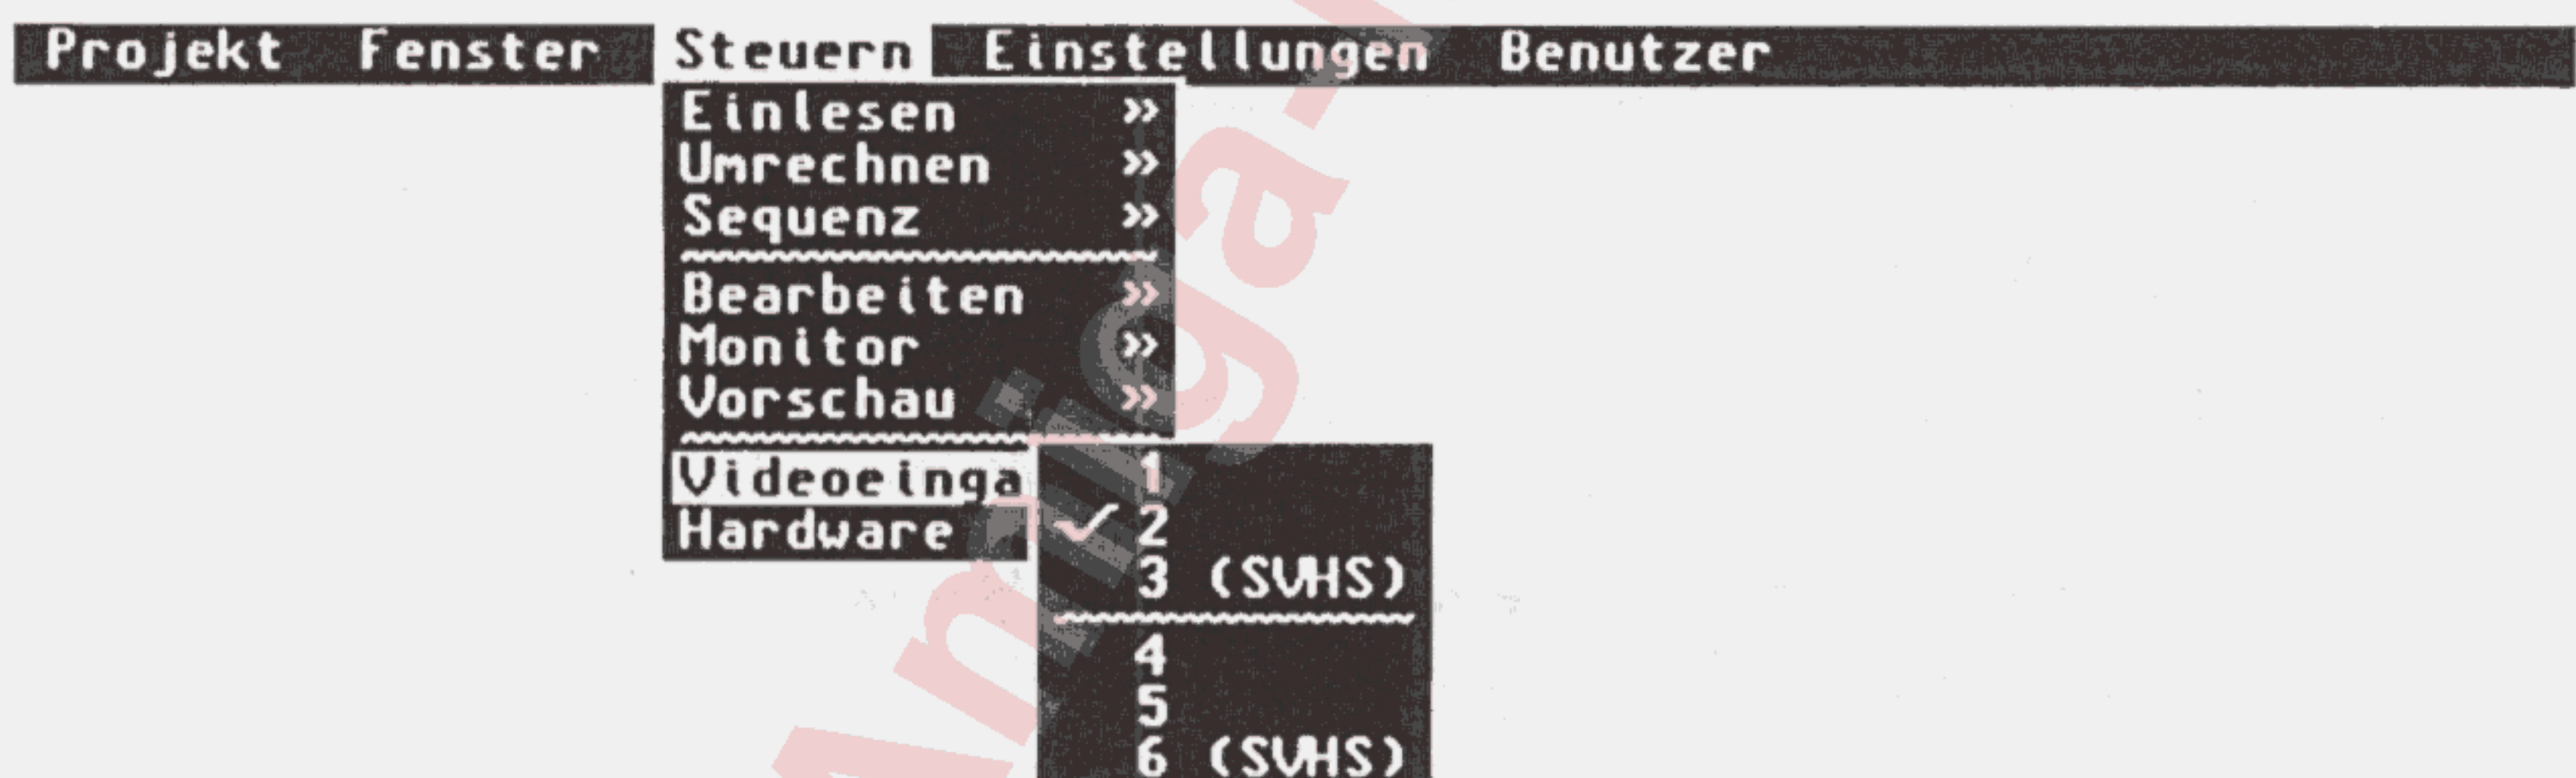 Projekt Fenster Steuern Einstellungen Benutzer
Einlesen »
Umrechnen »
Sequenz »
Bearbeiten »
Monitor »
Vorschau »
Videoeinga
Hardware
1
✓ 2
3 (SVHS)
4
5
6 (SVHS)
Amiga-